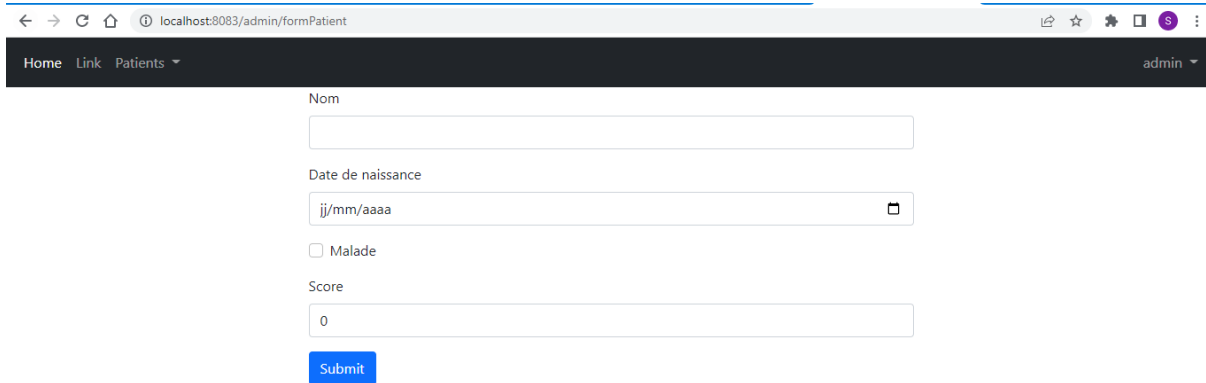 localhost:8083/admin/formPatient
S
Home Link Patients admin
Nom
Date de naissance
jj/mm/aaaa
Malade
Score
0
Submit